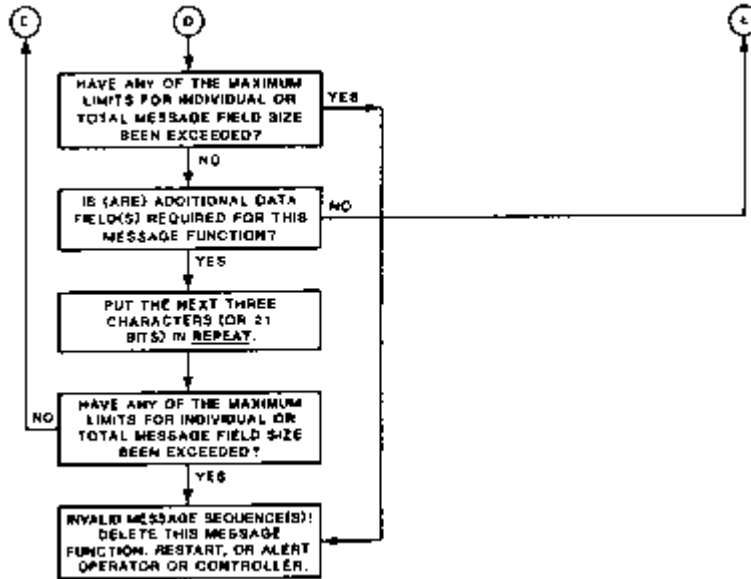 D
HAVE ANY OF THE MAXIMUM
LIMITS FOR INDIVIDUAL OR
TOTAL MESSAGE FIELD SIZE
BEEN EXCEEDED?
YES
NO
IS (ARE) ADDITIONAL DATA
FIELD(S) REQUIRED FOR THIS
MESSAGE FUNCTION?
NO
YES
PUT THE NEXT THREE
CHARACTERS (OR 21
BITS) IN REPEAT.
NO
HAVE ANY OF THE MAXIMUM
LIMITS FOR INDIVIDUAL OR
TOTAL MESSAGE FIELD SIZE
BEEN EXCEEDED?
YES
INVALID MESSAGE SEQUENCE(S):
DELETE THIS MESSAGE
FUNCTION. RESTART, OR ALERT
OPERATOR OR CONTROLLER.